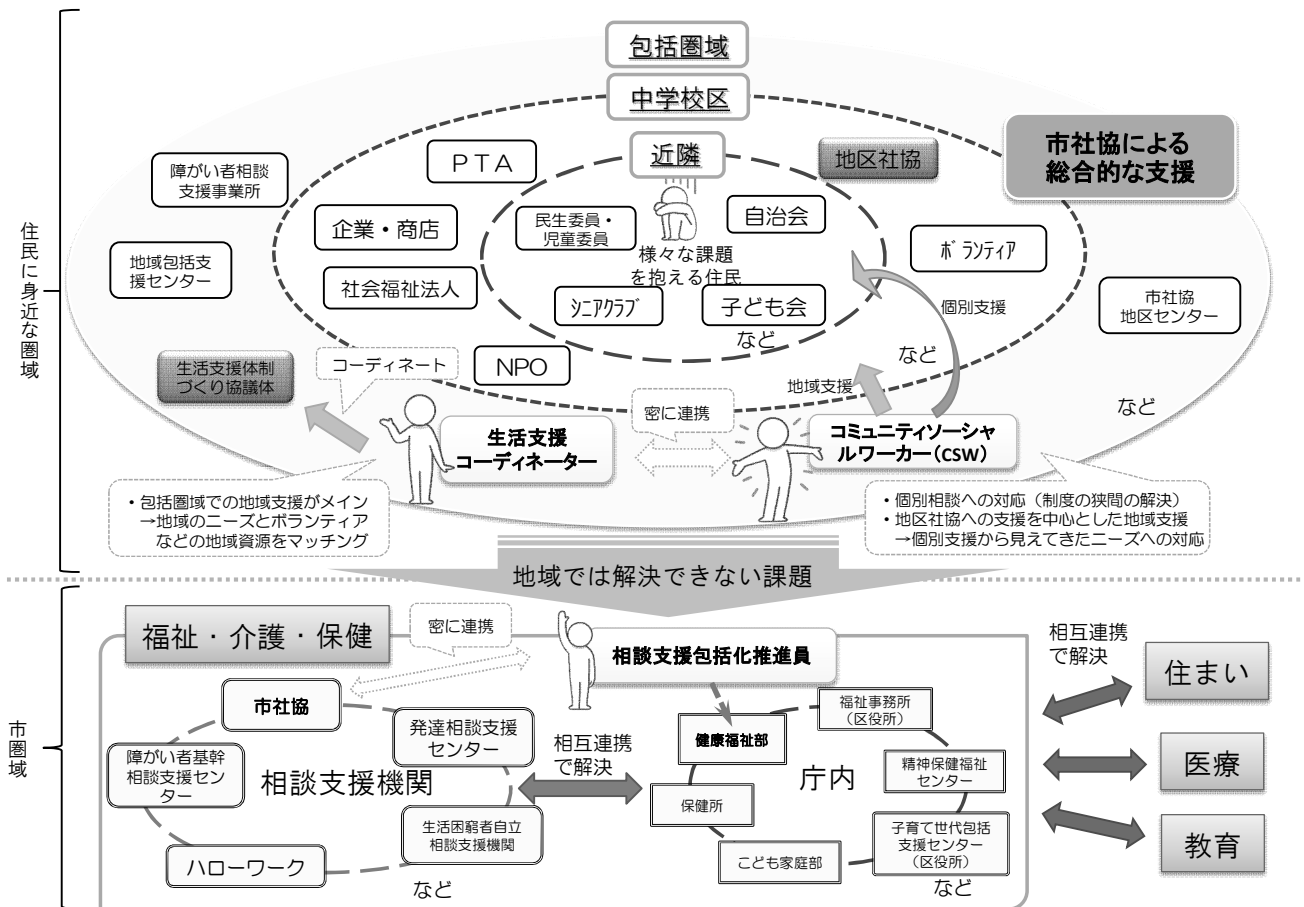 包括圏域
中学校区
近隣
地区社協
市社協による
総合的な支援
住民に身近な圏域
障がい者相談
支援事業所
PTA
民生委員・
児童委員
自治会
企業・商店
様々な課題
を抱える住民
ボランティア
地域包括支
援センター
社会福祉法人
シニアクラブ
子ども会
など
個別支援
市社協
地区センター
生活支援体制
づくり協議体
コーディネート
NPO
など
地域支援
など
密に連携
生活支援
コーディネーター
コミュニティソーシャ
ルワーカー(CSW)
・包括圏域での地域支援がメイン
→地域のニーズとボランティア
などの地域資源をマッチング
・個別相談への対応（制度の狭間の解決）
・地区社協への支援を中心とした地域支援
→個別支援から見えてきたニーズへの対応
地域では解決できない課題
市圏域
福祉・介護・保健
密に連携
相談支援包括化推進員
相互連携
で解決
住まい
医療
教育
市社協
発達相談支援
センター
障がい者基幹
相談支援セン
ター
相談支援機関
生活困窮者自立
相談支援機関
ハローワーク
など
相互連携
で解決
健康福祉部
福祉事務所
（区役所）
庁内
精神保健福祉
センター
保健所
子育て世代包括
支援センター
（区役所）
こども家庭部
など